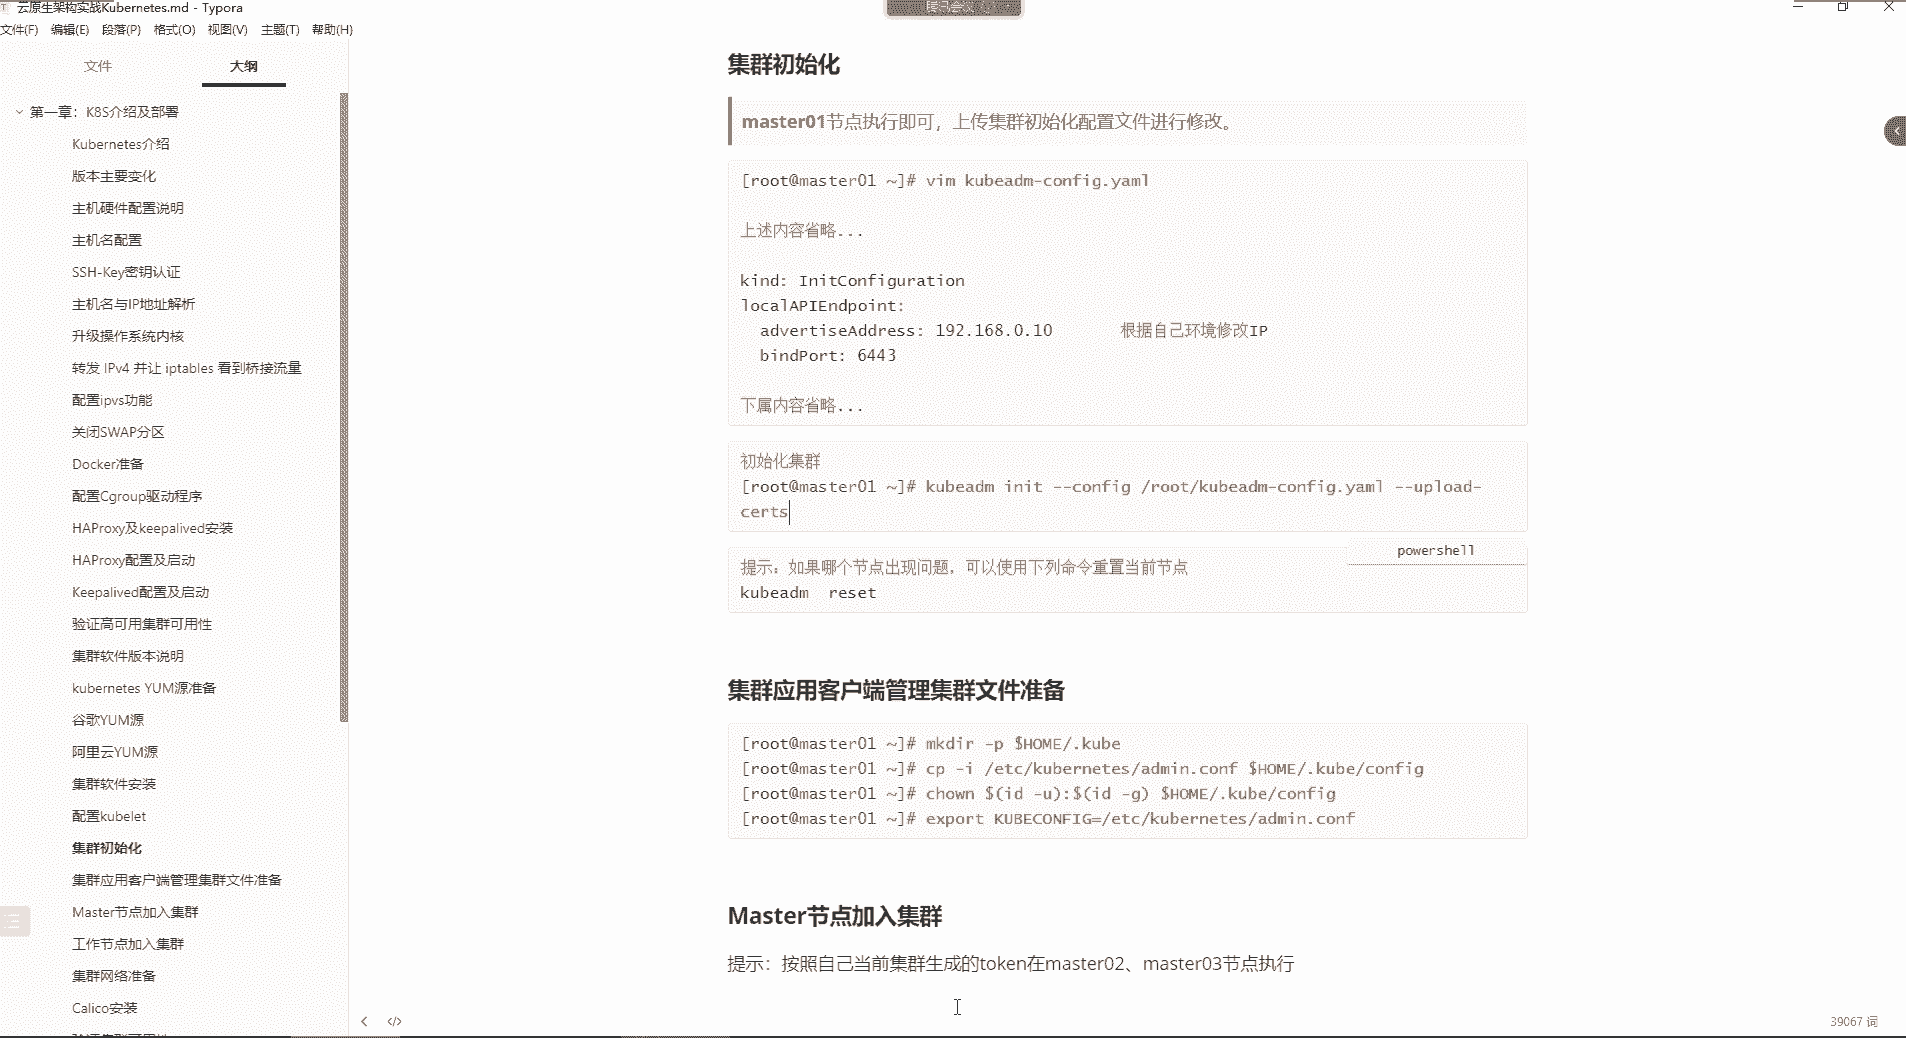 云原生架构实战Kubernetes.md - Typora
腾讯会议
文件(F) 编辑(E) 段落(P) 格式(O) 视图(V) 主题(T) 帮助(H)
文件 大纲
第一章：K8S介绍及部署
Kubernetes介绍
版本主要变化
主机硬件配置说明
主机名配置
SSH-Key密钥认证
主机名与IP地址解析
升级操作系统内核
转发 IPv4 并让 iptables 看到桥接流量
配置ipvs功能
关闭SWAP分区
Docker准备
配置Cgroup驱动程序
HAProxy及keepalived安装
HAProxy配置及启动
Keepalived配置及启动
验证高可用集群可用性
集群软件版本说明
kubernetes YUM源准备
谷歌YUM源
阿里云YUM源
集群软件安装
配置kubelet
集群初始化
集群应用客户端管理集群文件准备
Master节点加入集群
工作节点加入集群
集群网络准备
Calico安装
集群初始化
master01节点执行即可，上传集群初始化配置文件进行修改。
[root@master01 ~]# vim kubeadm-config.yaml
上述内容省略...
kind: InitConfiguration
localAPIEndpoint:
advertiseAddress: 192.168.0.10 根据自己环境修改IP
bindPort: 6443
下属内容省略...
初始化集群
[root@master01 ~]# kubeadm init --config /root/kubeadm-config.yaml --upload-
certs
powershell
提示：如果哪个节点出现问题，可以使用下列命令重置当前节点
kubeadm reset
集群应用客户端管理集群文件准备
[root@master01 ~]# mkdir -p $HOME/.kube
[root@master01 ~]# cp -i /etc/kubernetes/admin.conf $HOME/.kube/config
[root@master01 ~]# chown $(id -u):$(id -g) $HOME/.kube/config
[root@master01 ~]# export KUBECONFIG=/etc/kubernetes/admin.conf
Master节点加入集群
提示：按照自己当前集群生成的token在master02、master03节点执行
39067 词